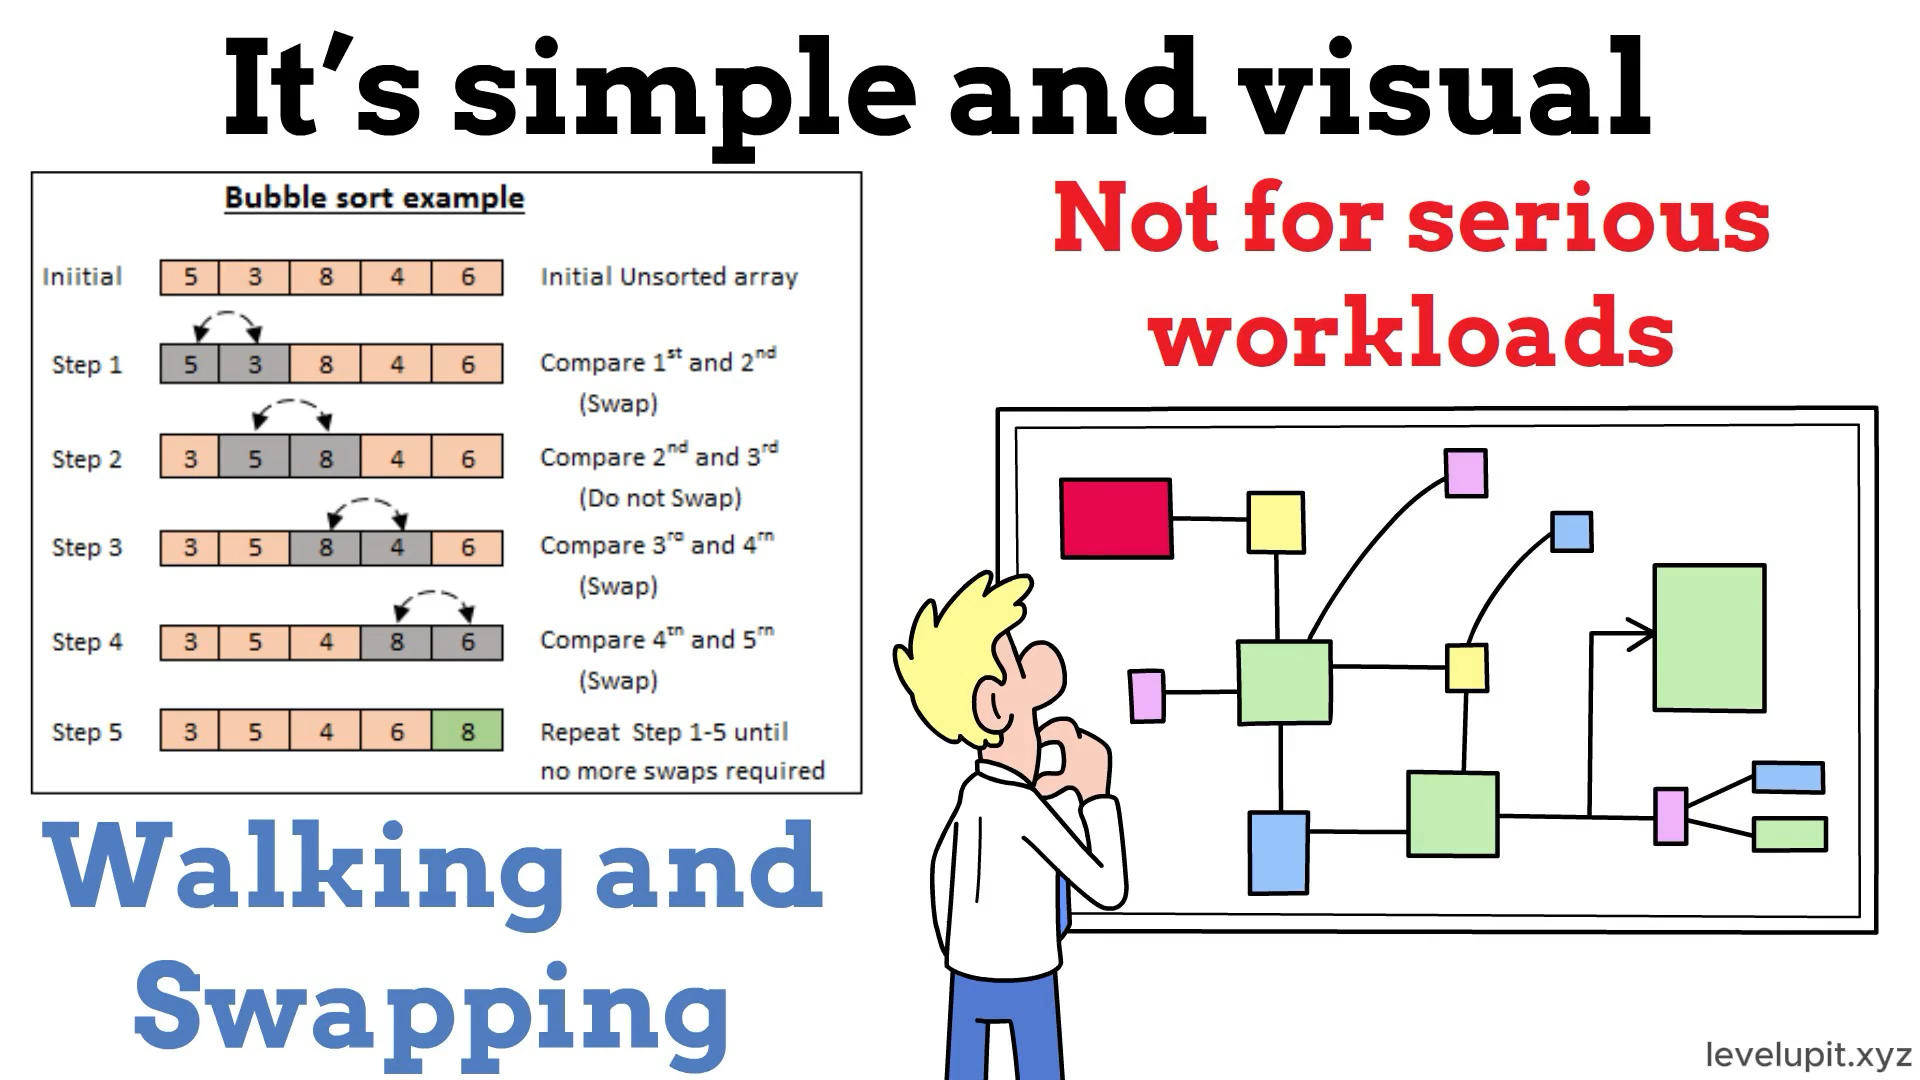 It's simple and visual
Bubble sort example
Iniitial 5 3 8 4 6 Initial Unsorted array
Step 1 5 3 8 4 6 Compare 1st and 2nd
(Swap)
Step 2 3 5 8 4 6 Compare 2nd and 3rd
(Do not Swap)
Step 3 3 5 8 4 6 Compare 3rd and 4th
(Swap)
Step 4 3 5 4 8 6 Compare 4th and 5th
(Swap)
Step 5 3 5 4 6 8 Repeat Step 1-5 until
no more swaps required
Not for serious
workloads
Walking and
Swapping
levelupit.xyz